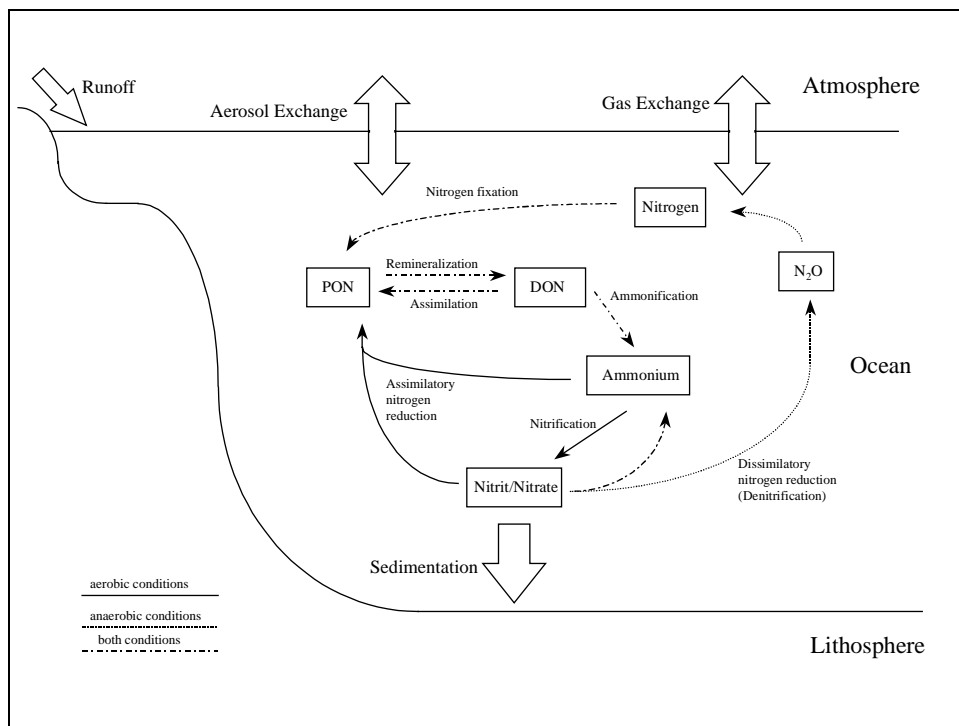 Runoff
Aerosol Exchange
Gas Exchange
Atmosphere
Nitrogen fixation
Nitrogen
N₂O
PON
Remineralization
Assimilation
DON
Ammonification
Ammonium
Ocean
Assimilatory
nitrogen
reduction
Nitrification
Nitrit/Nitrate
Dissimilatory
nitrogen reduction
(Denitrification)
Sedimentation
aerobic conditions
anaerobic conditions
both conditions
Lithosphere